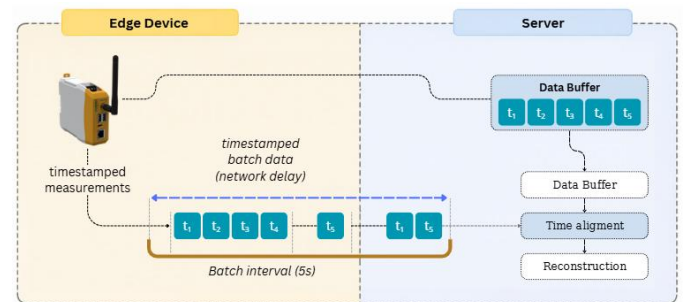 Edge Device
Server
Data Buffer
t₁ t₂ t₃ t₄ t₅
timestamped
batch data
(network delay)
timestamped
measurements
Data Buffer
t₁ t₂ t₃ t₄ t₅ t₁ t₅
Time aligment
Batch interval (5s)
Reconstruction